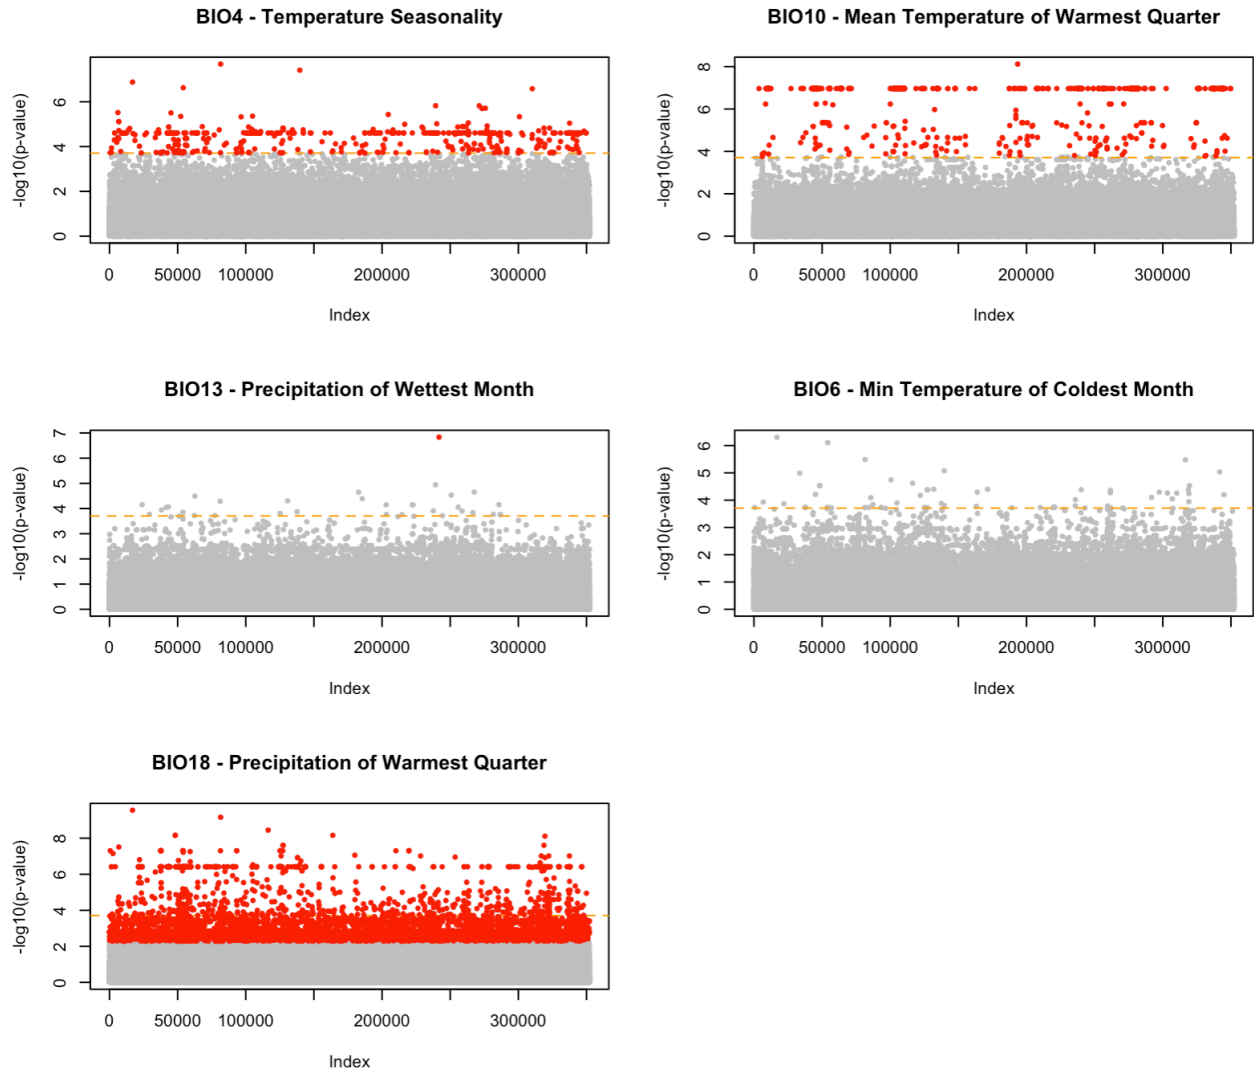 BIO4 - Temperature Seasonality
-log10(p-value)
6
4
2
0
0 50000 100000 200000 300000
Index
BIO10 - Mean Temperature of Warmest Quarter
-log10(p-value)
8
6
4
2
0
0 50000 100000 200000 300000
Index
BIO13 - Precipitation of Wettest Month
-log10(p-value)
7
6
5
4
3
2
1
0
0 50000 100000 200000 300000
Index
BIO6 - Min Temperature of Coldest Month
-log10(p-value)
6
5
4
3
2
1
0
0 50000 100000 200000 300000
Index
BIO18 - Precipitation of Warmest Quarter
-log10(p-value)
8
6
4
2
0
0 50000 100000 200000 300000
Index